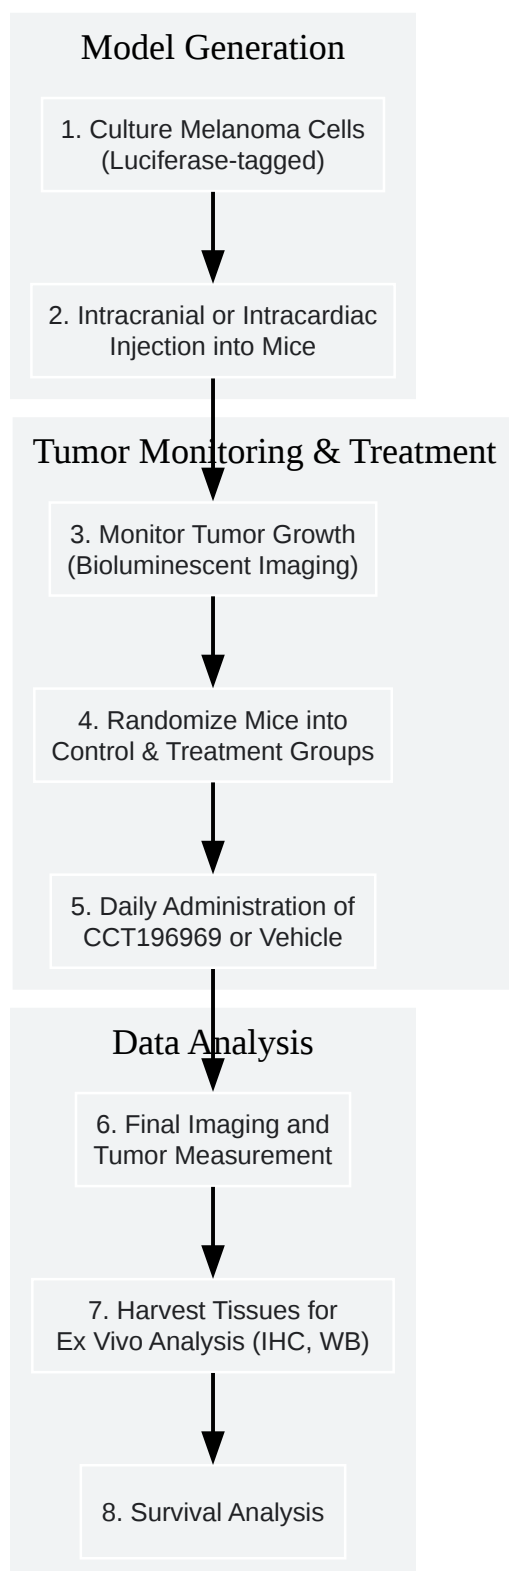 Model Generation
1. Culture Melanoma Cells
(Luciferase-tagged)
2. Intracranial or Intracardiac
Injection into Mice
Tumor Monitoring & Treatment
3. Monitor Tumor Growth
(Bioluminescent Imaging)
4. Randomize Mice into
Control & Treatment Groups
5. Daily Administration of
CCT196969 or Vehicle
Data Analysis
6. Final Imaging and
Tumor Measurement
7. Harvest Tissues for
Ex Vivo Analysis (IHC, WB)
8. Survival Analysis